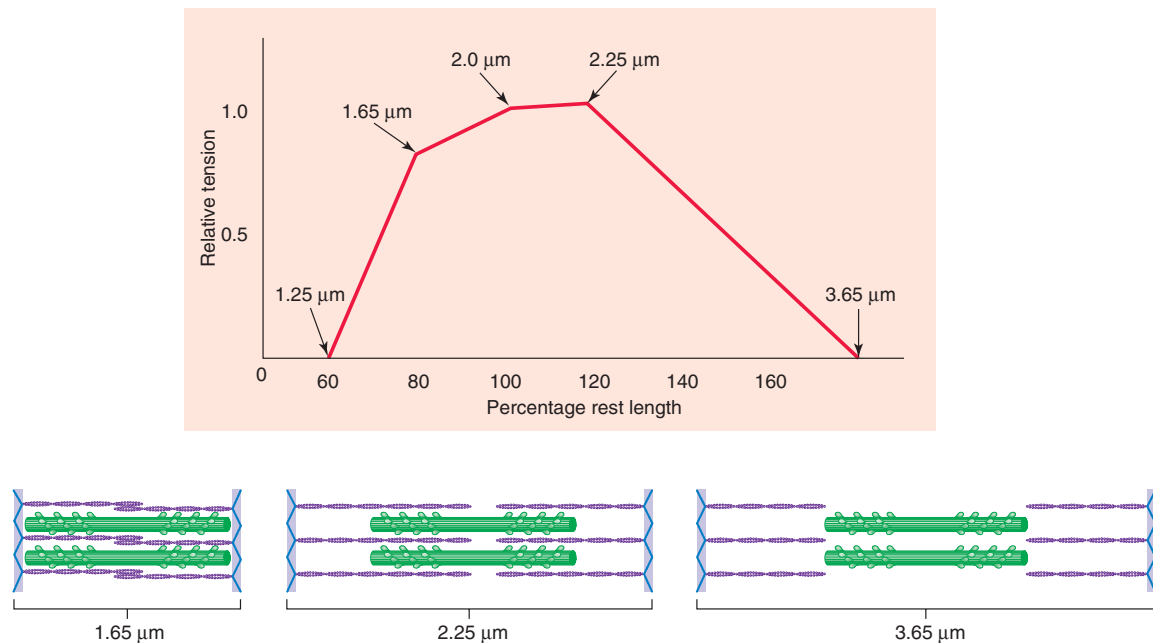 2.0 μm
2.25 μm
1.65 μm
1.0
Relative tension
0.5
1.25 μm
3.65 μm
0
60
80
100
120
140
160
Percentage rest length
1.65 μm
2.25 μm
3.65 μm